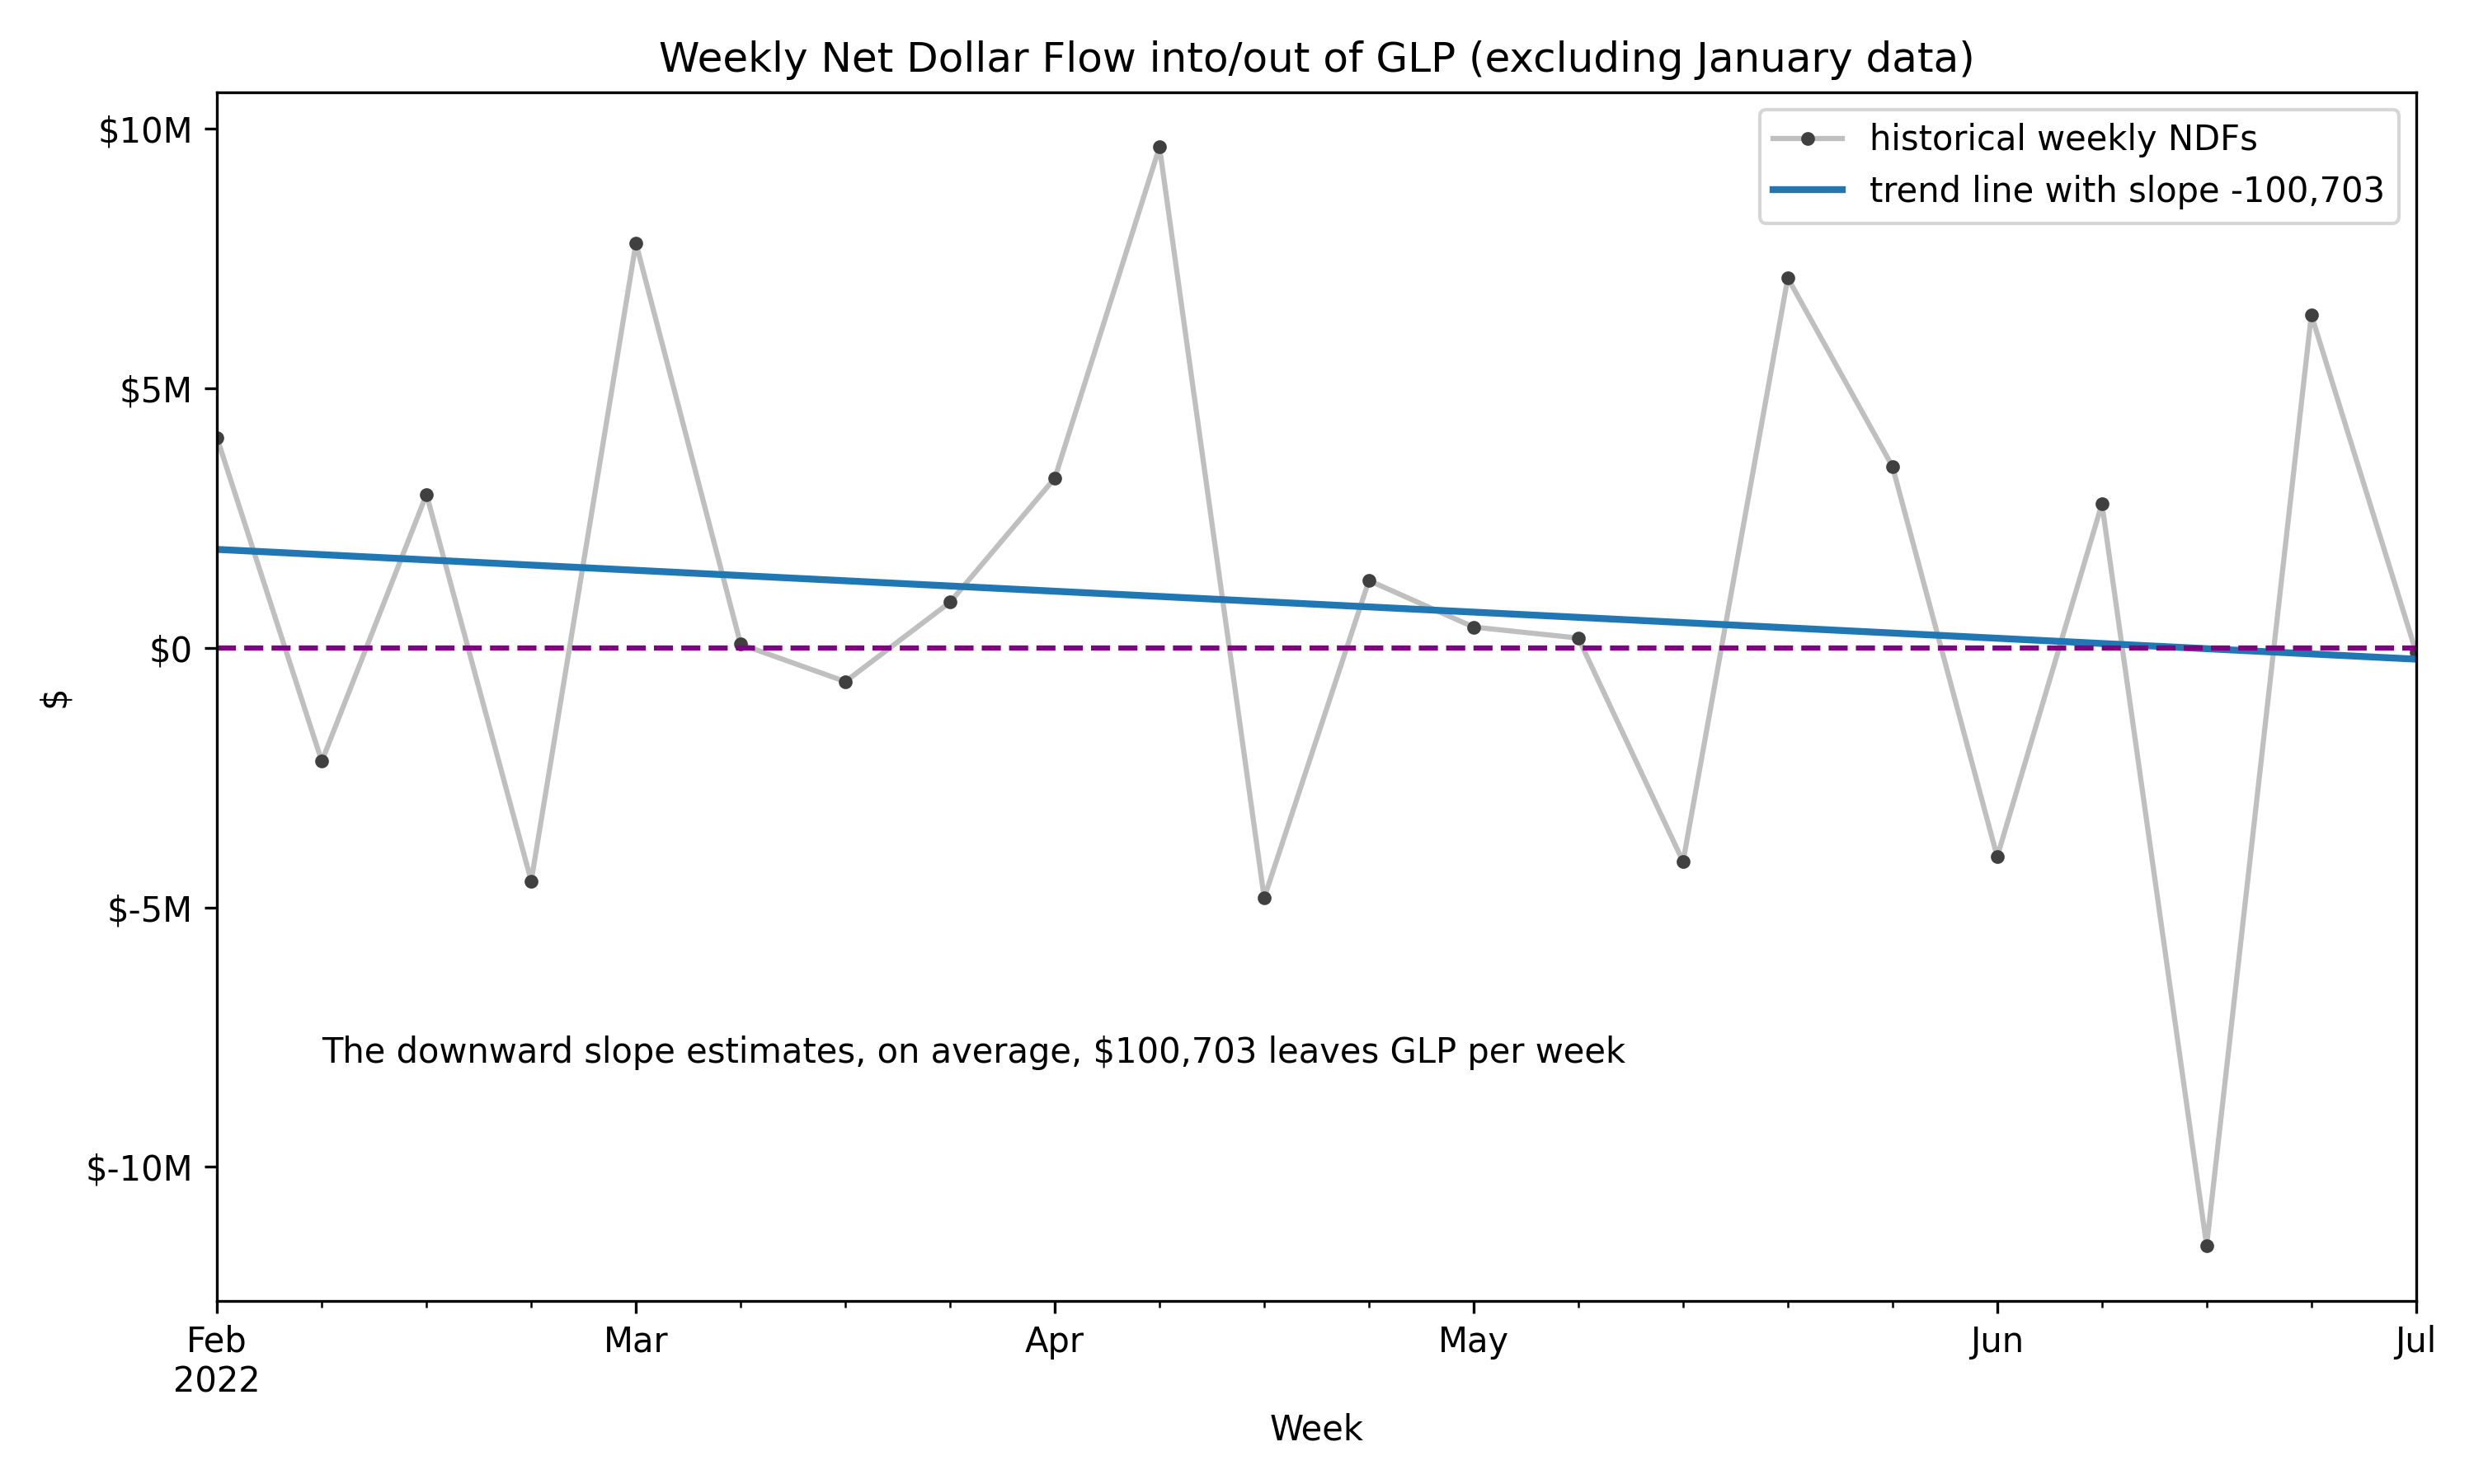 Weekly Net Dollar Flow into/out of GLP (excluding January data)
historical weekly NDFs
trend line with slope -100,703
$10M
$5M
$0
$-5M
$-10M
$
The downward slope estimates, on average, $100,703 leaves GLP per week
Feb Mar Apr May Jun Jul
2022
Week